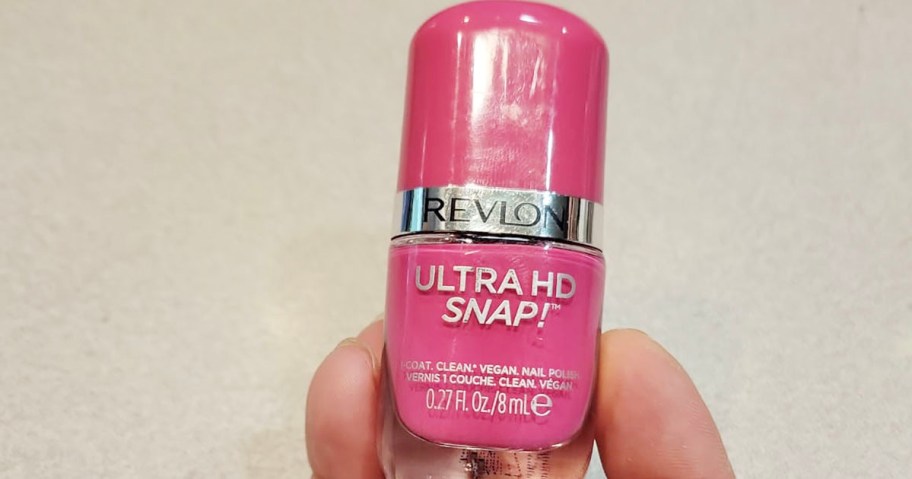 REVLON
ULTRA HD
SNAP!™
COAT. CLEAN.* VEGAN. NAIL POLISH
VERNIS 1 COUCHE. CLEAN. VÉGAN
0.27 Fl. Oz./8 mL℮